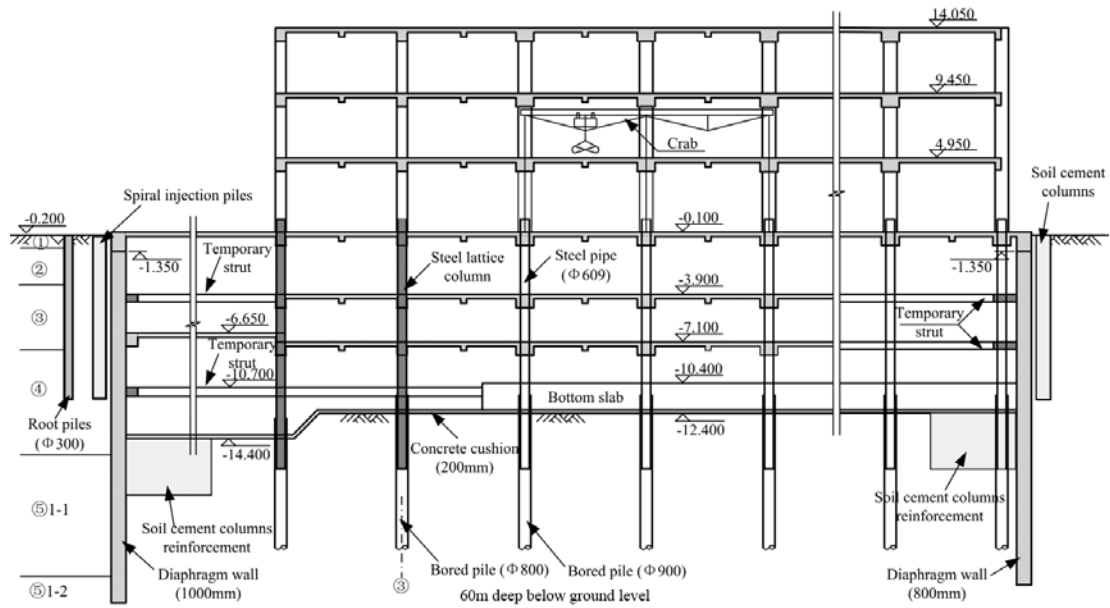 14.050
9.450
Crab
4.950
Soil cement
columns
Spiral injection piles
-0.200
-0.100
①
Temporary
strut
Steel lattice
column
Steel pipe
(Φ609)
-1.350
-1.350
②
-3.900
③
-6.650
-7.100
Temporary
strut
Temporary
strut
-10.700
-10.400
④
Bottom slab
Root piles
(Φ300)
-14.400
Concrete cushion
(200mm)
-12.400
⑤1-1
Soil cement columns
reinforcement
Soil cement columns
reinforcement
Diaphragm wall
(1000mm)
Bored pile (Φ800)
Bored pile (Φ900)
Diaphragm wall
(800mm)
⑤1-2
③
60m deep below ground level